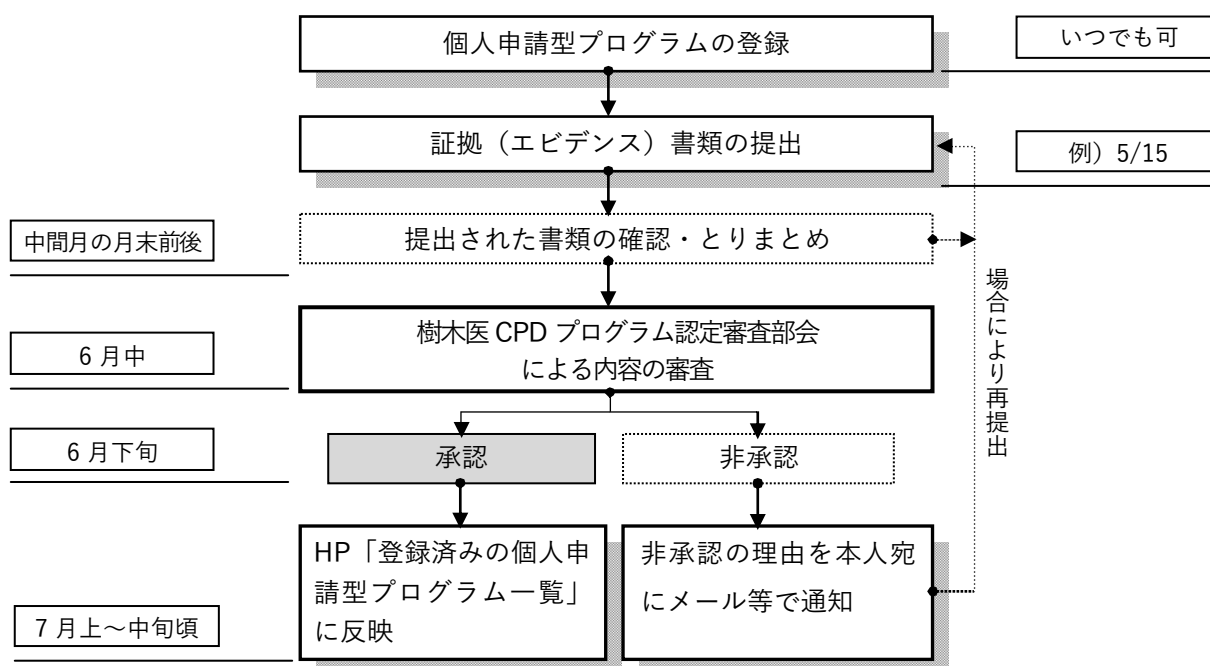 個人申請型プログラムの登録
いつでも可
証拠（エビデンス）書類の提出
例）5/15
中間月の月末前後
提出された書類の確認・とりまとめ
場合により再提出
6 月中
樹木医 CPD プログラム認定審査部会
による内容の審査
6 月下旬
承認
非承認
HP「登録済みの個人申
請型プログラム一覧」
に反映
非承認の理由を本人宛
にメール等で通知
7 月上～中旬頃